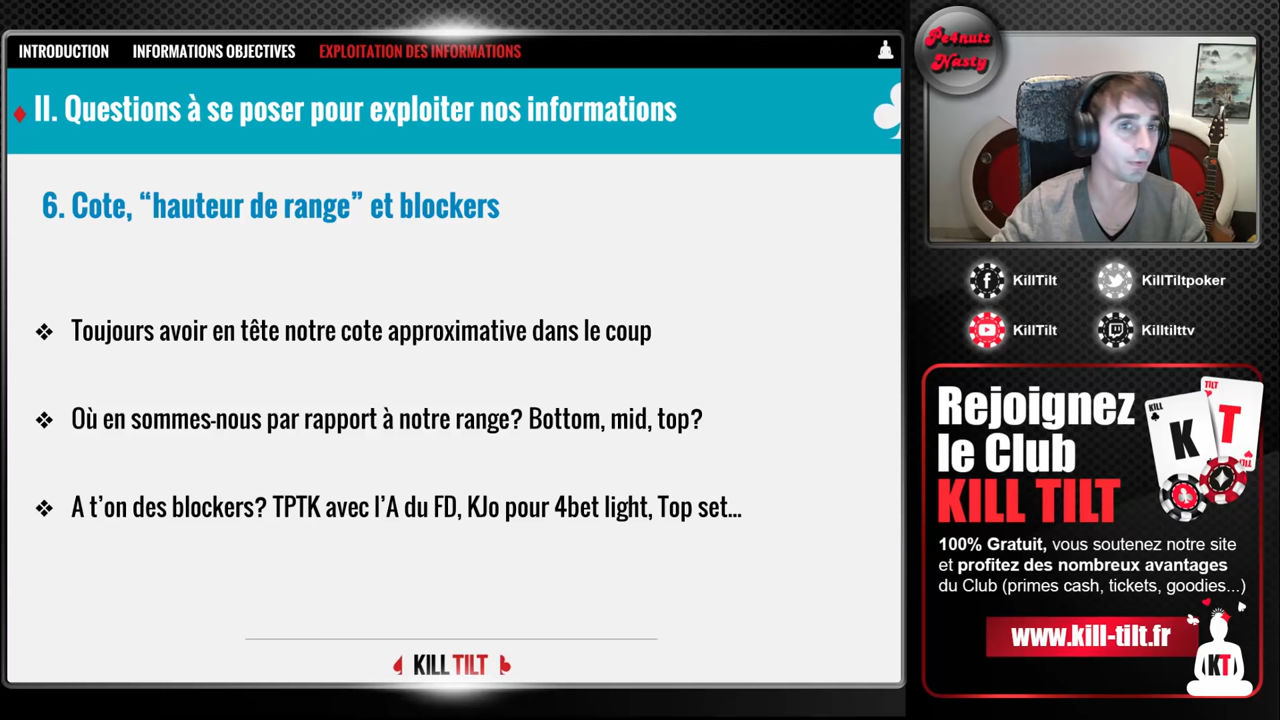 INTRODUCTION INFORMATIONS OBJECTIVES EXPLOITATION DES INFORMATIONS
II. Questions à se poser pour exploiter nos informations
6. Cote, “hauteur de range” et blockers
❖ Toujours avoir en tête notre cote approximative dans le coup
❖ Où en sommes-nous par rapport à notre range? Bottom, mid, top?
❖ A t’on des blockers? TPTK avec l’A du FD, KJo pour 4bet light, Top set...
KILL TILT
Pe4nuts
Nasty
KillTilt KillTiltpoker
KillTilt Killtilttv
Rejoignez
le Club
KILL TILT
KILL
K
TILT
T
TILT
100% Gratuit, vous soutenez notre site
et profitez des nombreux avantages
du Club (primes cash, tickets, goodies...)
www.kill-tilt.fr
KT